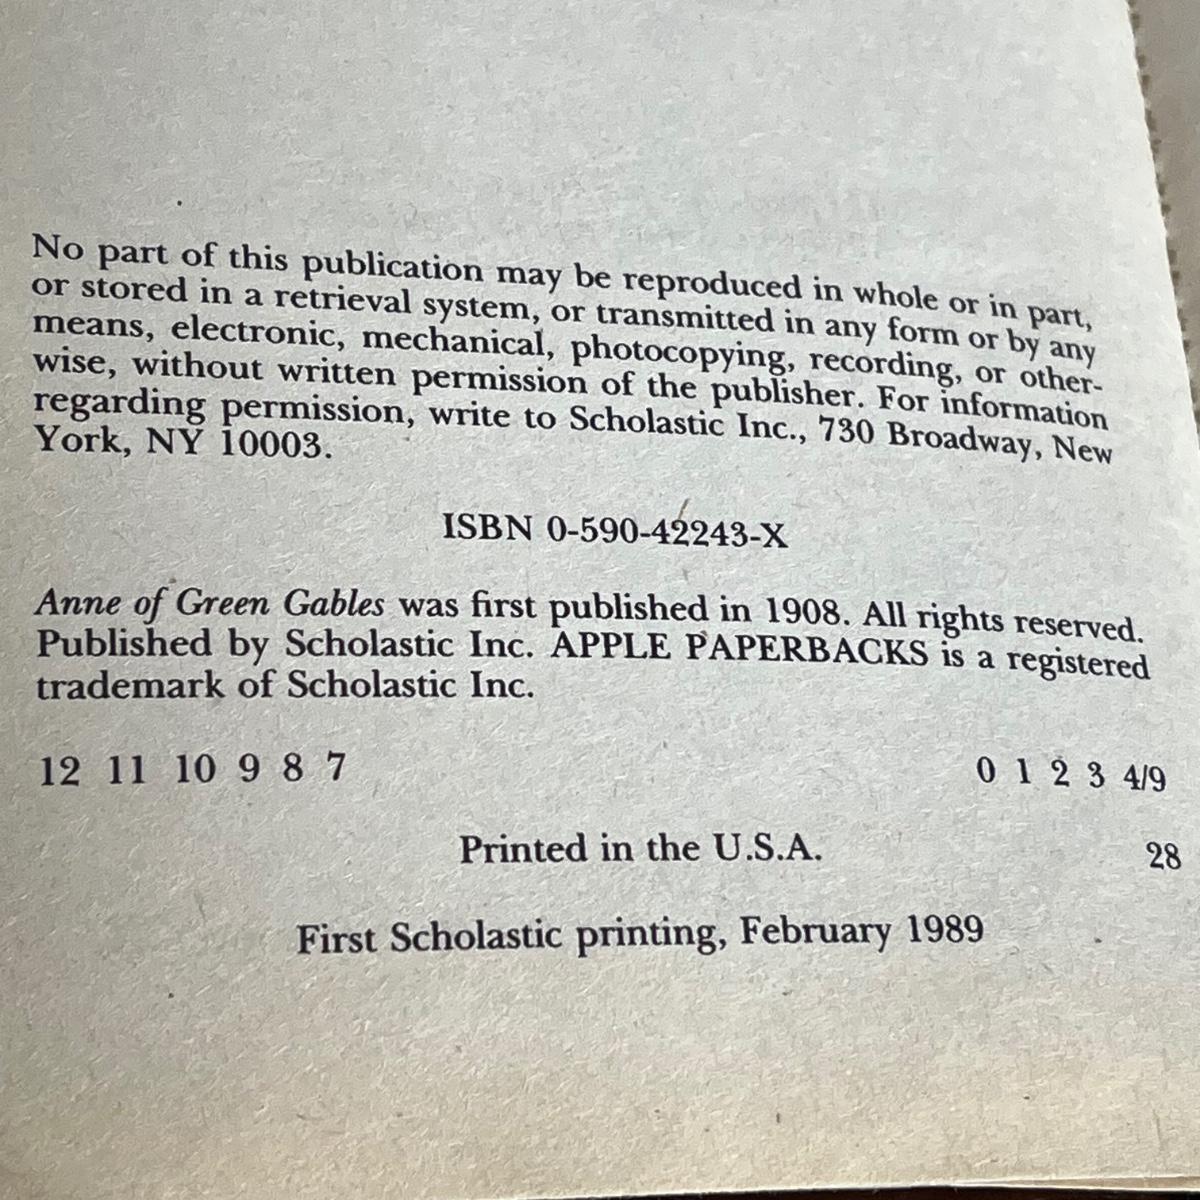 No part of this publication may be reproduced in whole or in part,
or stored in a retrieval system, or transmitted in any form or by any
means, electronic, mechanical, photocopying, recording, or other-
wise, without written permission of the publisher. For information
regarding permission, write to Scholastic Inc., 730 Broadway, New
York, NY 10003.
ISBN 0-590-42243-X
Anne of Green Gables was first published in 1908. All rights reserved.
Published by Scholastic Inc. APPLE PAPERBACKS is a registered
trademark of Scholastic Inc.
12 11 10 9 8 7 0 1 2 3 4/9
Printed in the U.S.A. 28
First Scholastic printing, February 1989